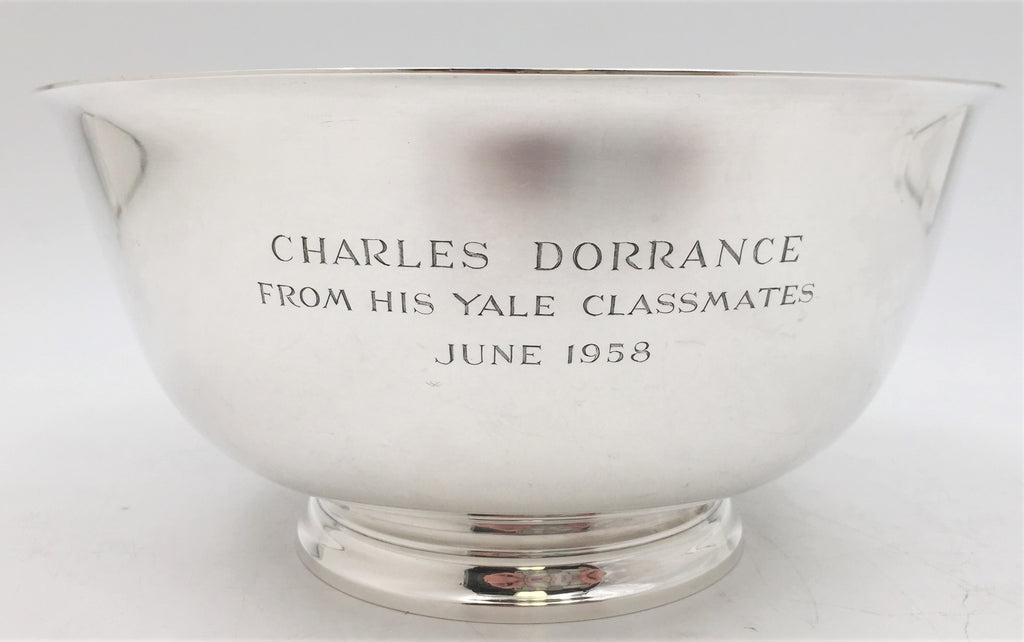 CHARLES DORRANCE
FROM HIS YALE CLASSMATES
JUNE 1958